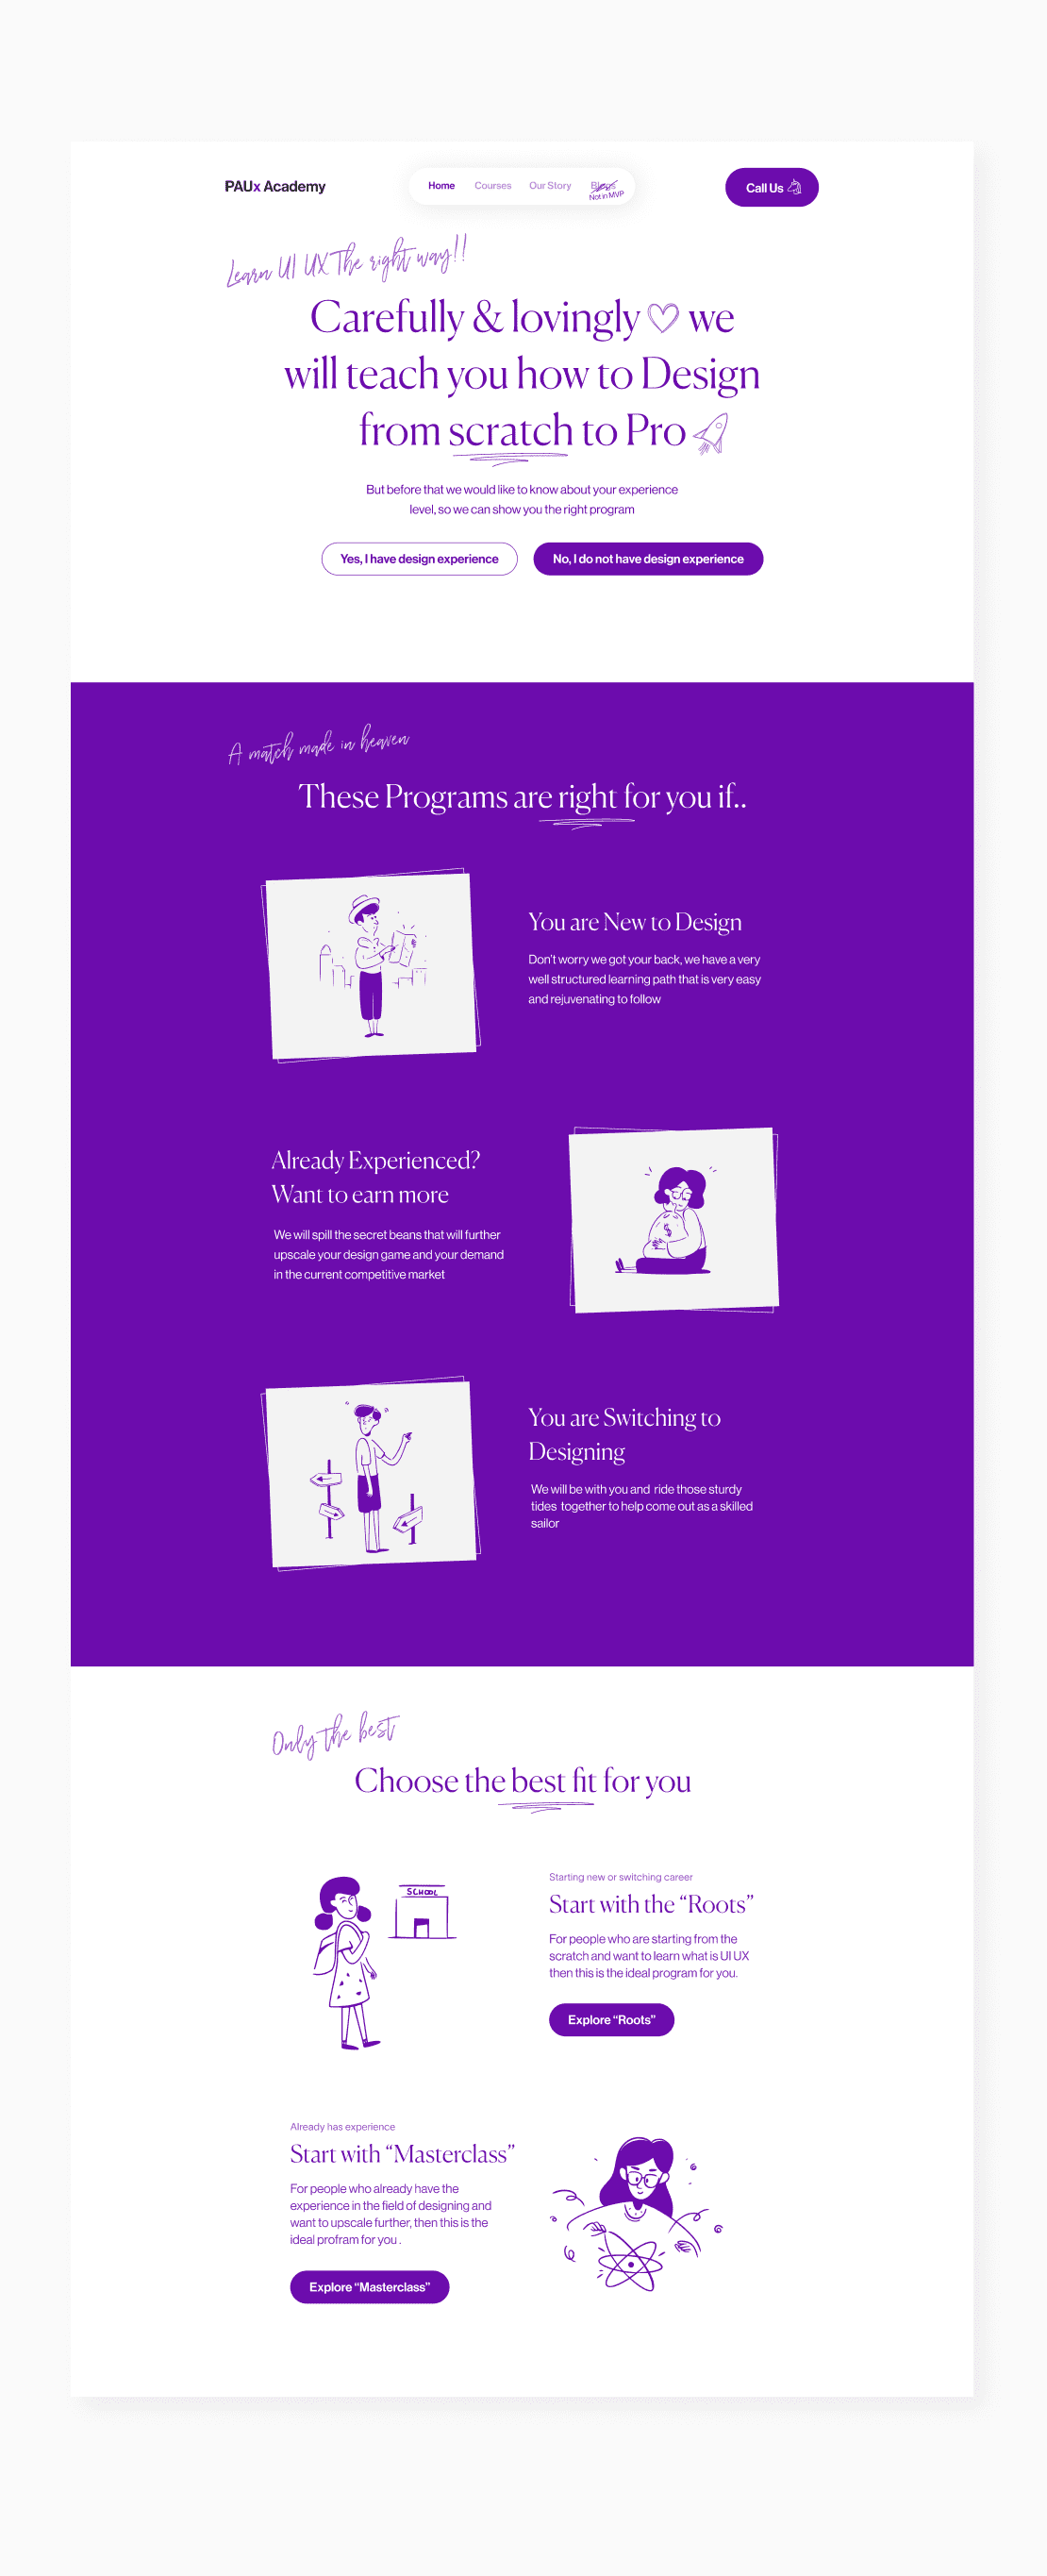 PAUx Academy
Home Courses Our Story Blogs
Not in MVP
Call Us
Learn UI UX The right way!!
Carefully & lovingly we
will teach you how to Design
from scratch to Pro
But before that we would like to know about your experience
level, so we can show you the right program
Yes, I have design experience
No, I do not have design experience
A match made in heaven
These Programs are right for you if..
You are New to Design
Don't worry we got your back, we have a very
well structured learning path that is very easy
and rejuvenating to follow
Already Experienced?
Want to earn more
We will spill the secret beans that will further
upscale your design game and your demand
in the current competitive market
You are Switching to
Designing
We will be with you and ride those sturdy
tides together to help come out as a skilled
sailor
Only the best
Choose the best fit for you
SCHOOL
Starting new or switching career
Start with the “Roots”
For people who are starting from the
scratch and want to learn what is UI UX
then this is the ideal program for you.
Explore “Roots”
Already has experience
Start with “Masterclass”
For people who already have the
experience in the field of designing and
want to upscale further, then this is the
ideal profram for you .
Explore “Masterclass”